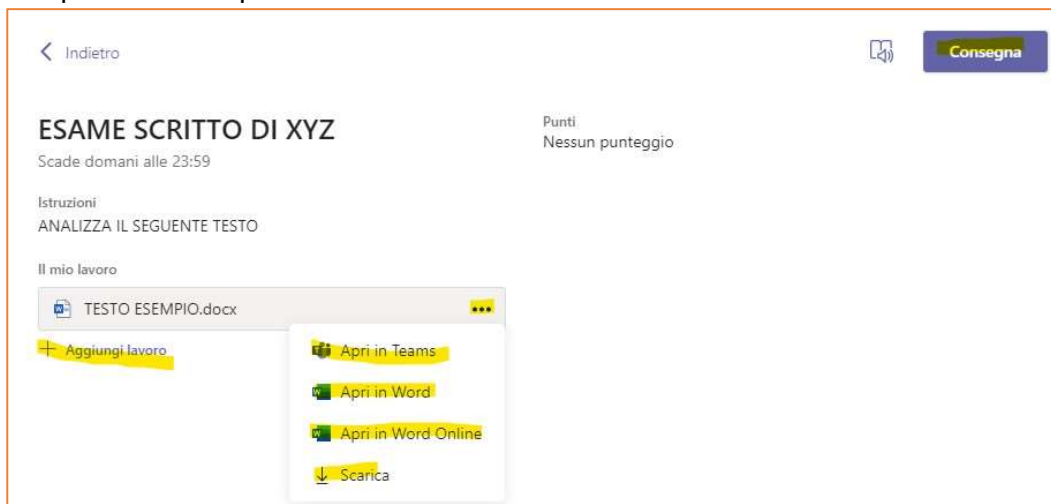 Indietro
Consegna
ESAME SCRITTO DI XYZ
Scade domani alle 23:59
Punti
Nessun punteggio
Istruzioni
ANALIZZA IL SEGUENTE TESTO
Il mio lavoro
TESTO ESEMPIO.docx
+ Aggiungi lavoro
Apri in Teams
Apri in Word
Apri in Word Online
Scarica